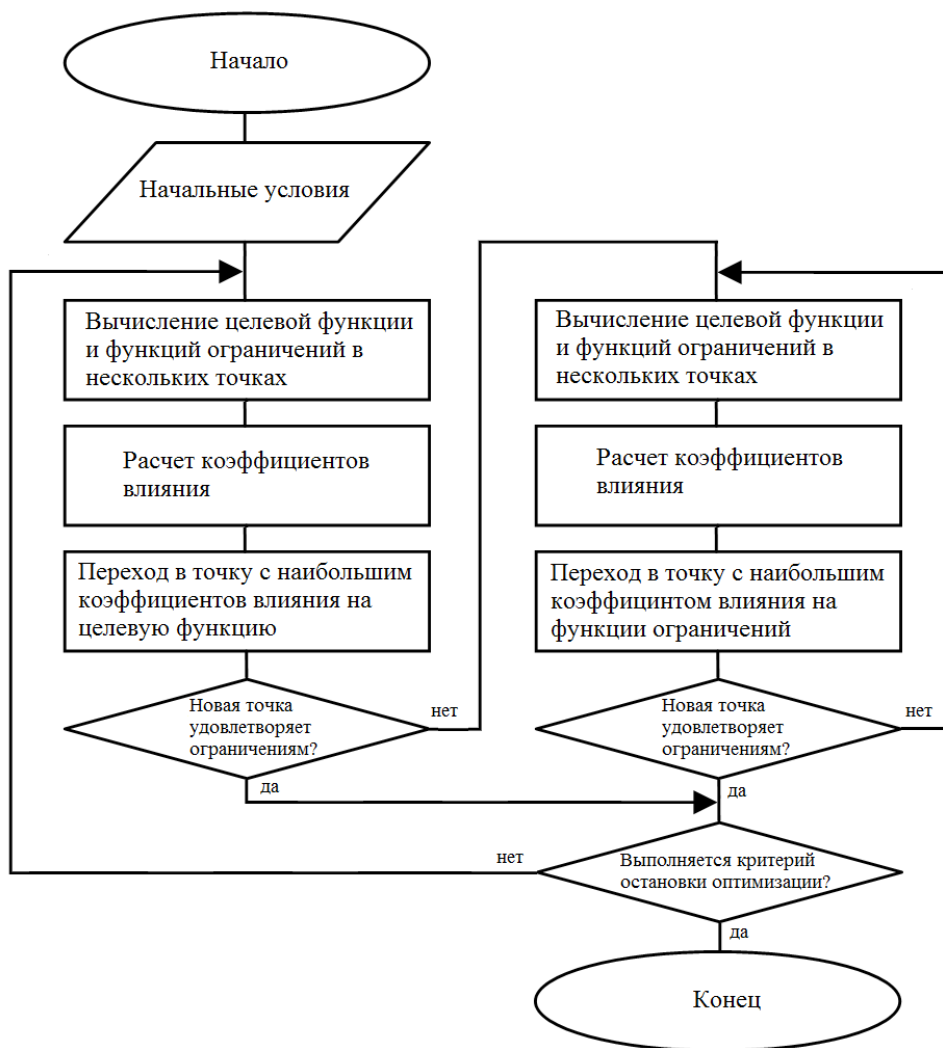 Начало
Начальные условия
Вычисление целевой функции
и функций ограничений в
нескольких точках
Расчет коэффициентов
влияния
Переход в точку с наибольшим
коэффициентов влияния на
целевую функцию
Новая точка
удовлетворяет
ограничениям?
нет
да
Вычисление целевой функции
и функций ограничений в
нескольких точках
Расчет коэффициентов
влияния
Переход в точку с наибольшим
коэффицинтом влияния на
функции ограничений
Новая точка
удовлетворяет
ограничениям?
нет
да
Выполняется критерий
остановки оптимизации?
нет
да
Конец